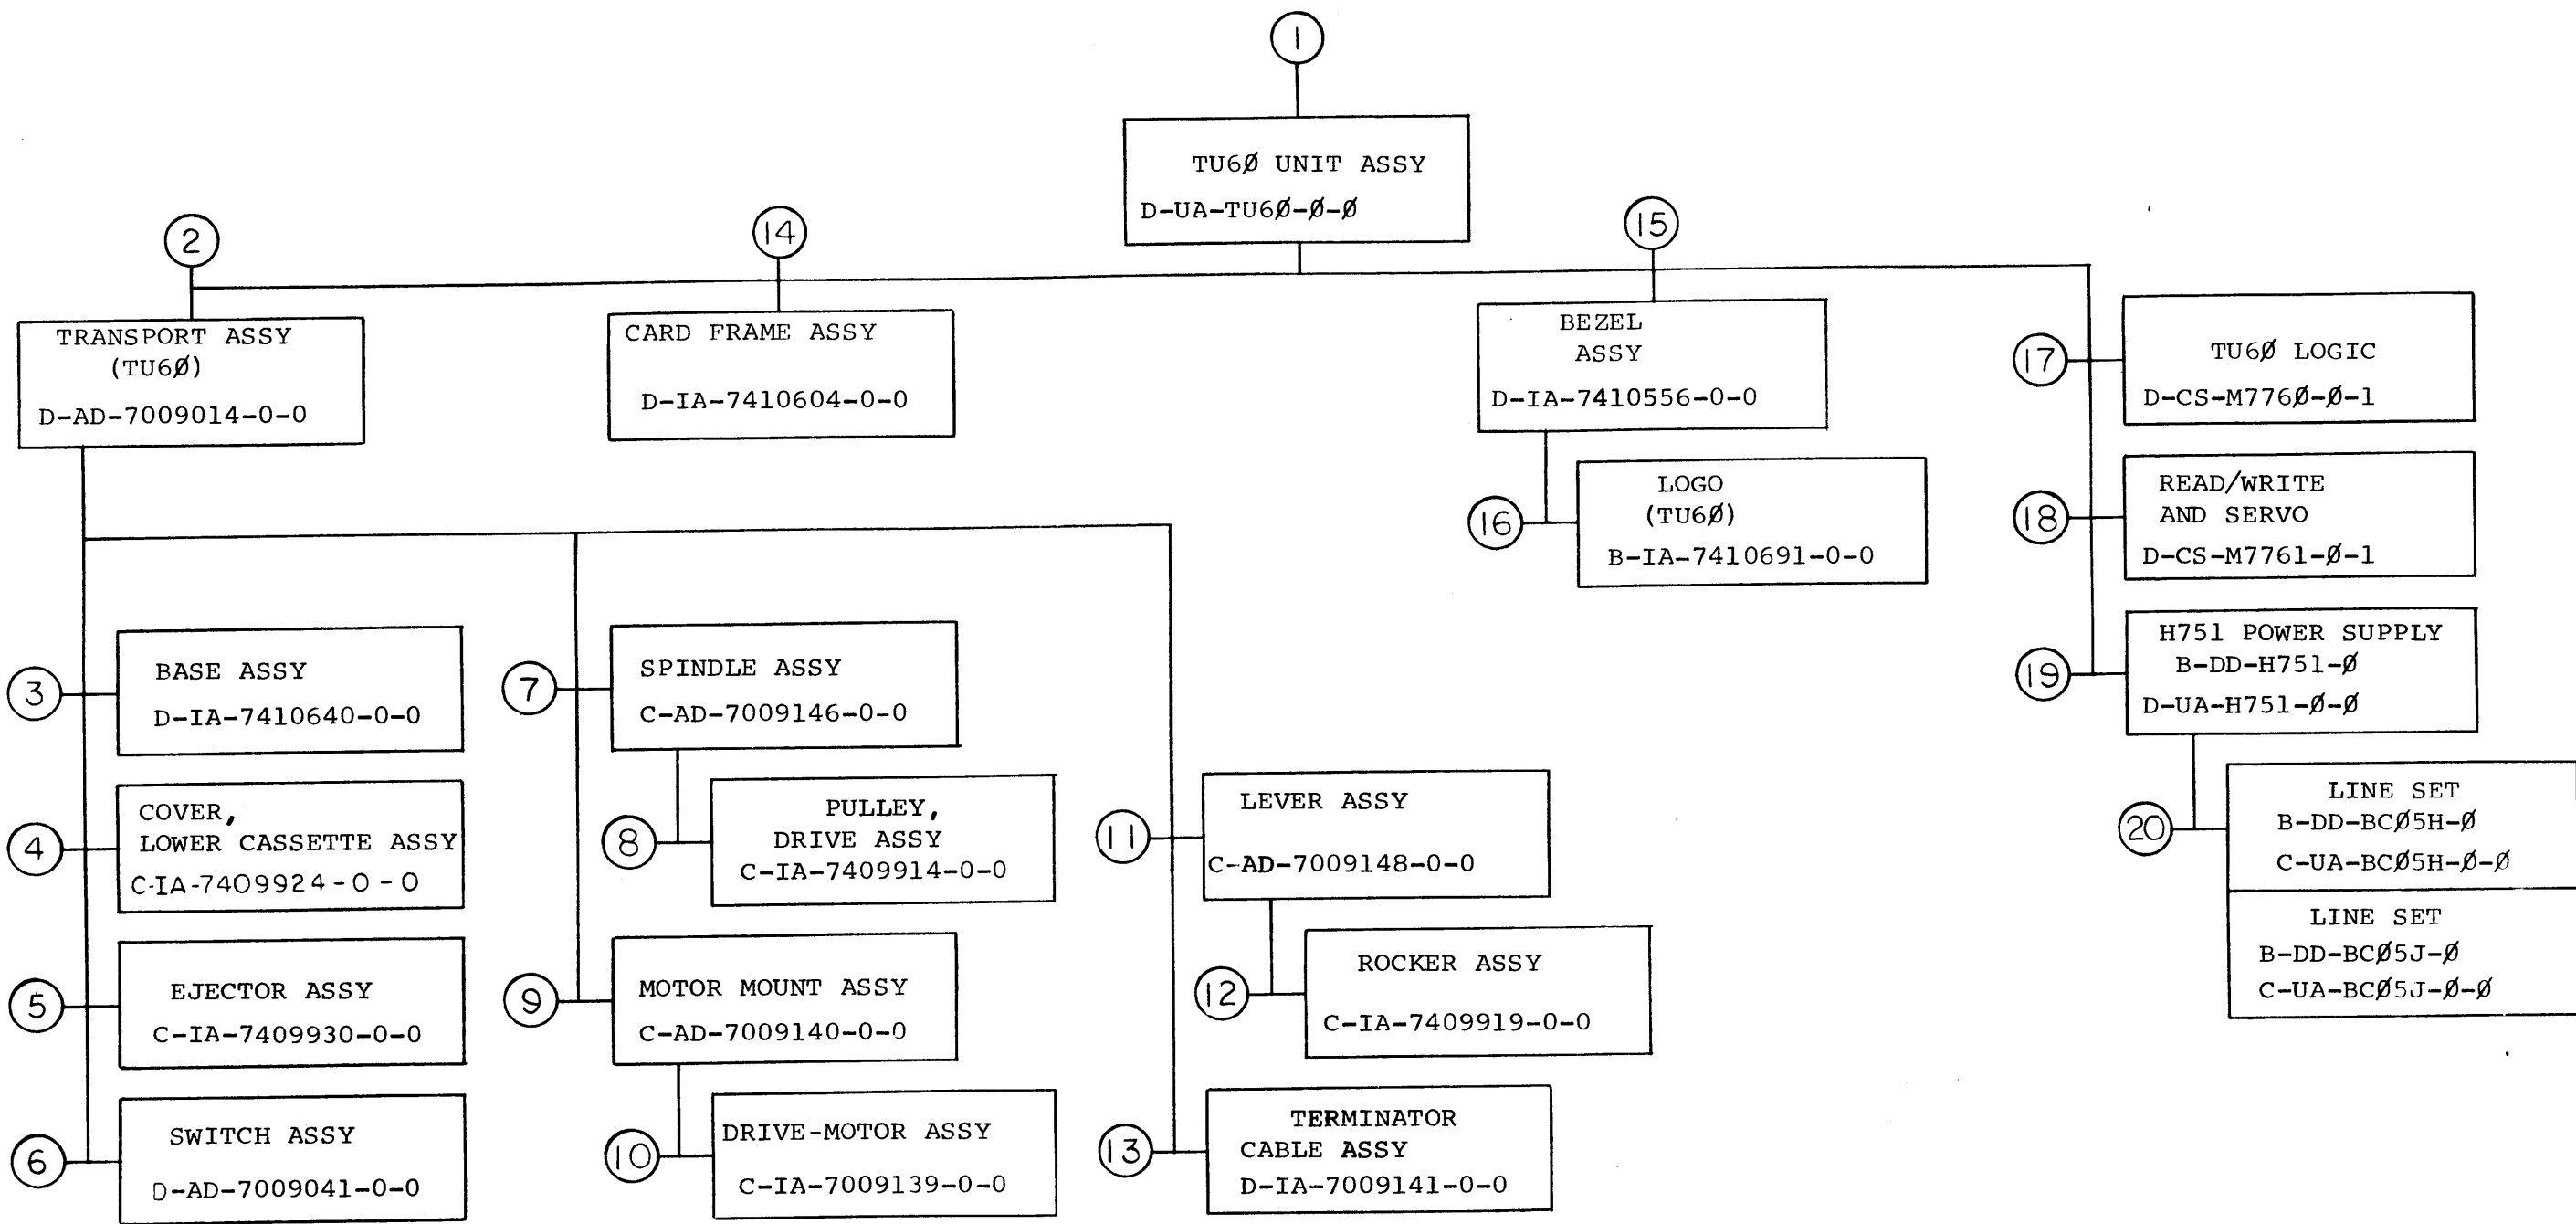 1
TU6Ø UNIT ASSY
D-UA-TU6Ø-Ø-Ø
2
TRANSPORT ASSY
(TU6Ø)
D-AD-7009014-0-0
14
CARD FRAME ASSY
D-IA-7410604-0-0
15
BEZEL
ASSY
D-IA-7410556-0-0
16
LOGO
(TU6Ø)
B-IA-7410691-0-0
17
TU6Ø LOGIC
D-CS-M776Ø-Ø-1
18
READ/WRITE
AND SERVO
D-CS-M7761-Ø-1
19
H751 POWER SUPPLY
B-DD-H751-Ø
D-UA-H751-Ø-Ø
20
LINE SET
B-DD-BCØ5H-Ø
C-UA-BCØ5H-Ø-Ø
LINE SET
B-DD-BCØ5J-Ø
C-UA-BCØ5J-Ø-Ø
3
BASE ASSY
D-IA-7410640-0-0
4
COVER,
LOWER CASSETTE ASSY
C-IA-7409924-0-0
5
EJECTOR ASSY
C-IA-7409930-0-0
6
SWITCH ASSY
D-AD-7009041-0-0
7
SPINDLE ASSY
C-AD-7009146-0-0
8
PULLEY,
DRIVE ASSY
C-IA-7409914-0-0
9
MOTOR MOUNT ASSY
C-AD-7009140-0-0
10
DRIVE-MOTOR ASSY
C-IA-7009139-0-0
11
LEVER ASSY
C-AD-7009148-0-0
12
ROCKER ASSY
C-IA-7409919-0-0
13
TERMINATOR
CABLE ASSY
D-IA-7009141-0-0